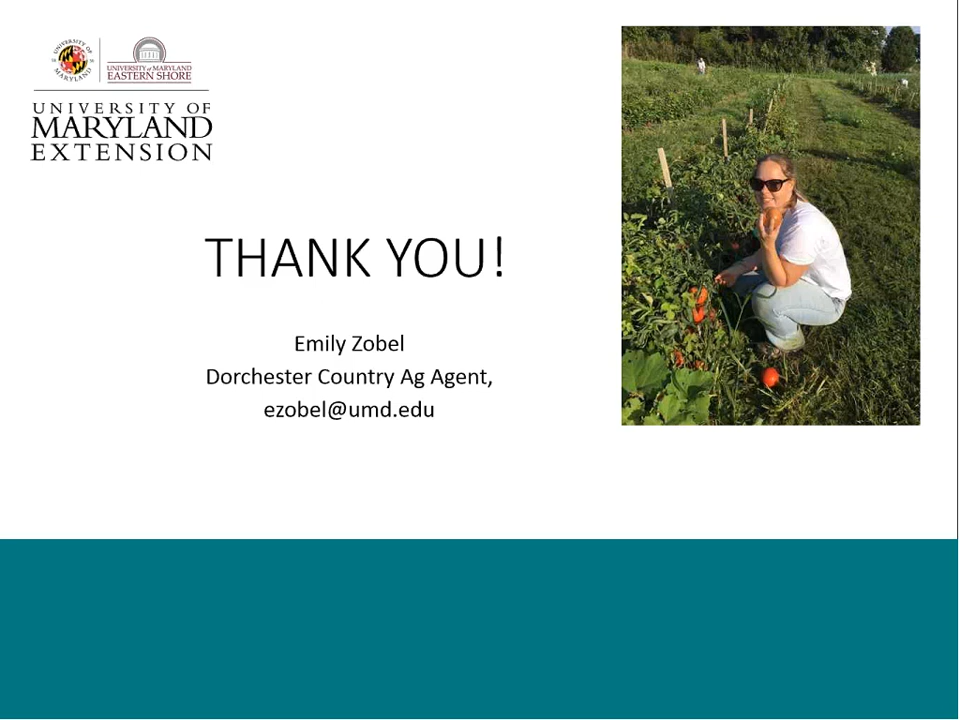 UNIVERSITY of MARYLAND
EASTERN SHORE
UNIVERSITY OF
MARYLAND
EXTENSION
THANK YOU!
Emily Zobel
Dorchester Country Ag Agent,
ezobel@umd.edu